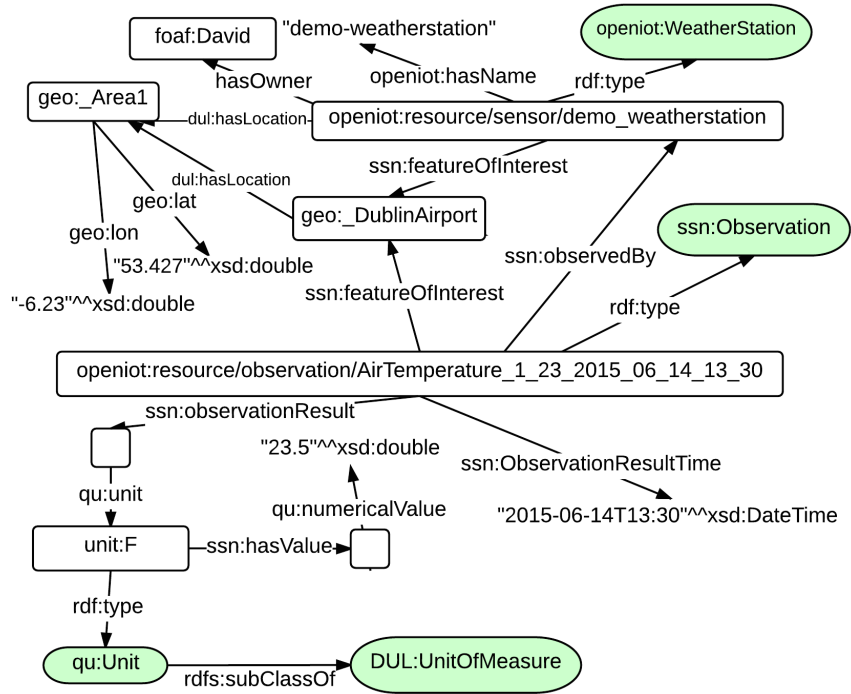 foaf:David
"demo-weatherstation"
openiot:WeatherStation
hasOwner
openiot:hasName
rdf:type
geo:_Area1
dul:hasLocation
openiot:resource/sensor/demo_weatherstation
ssn:featureOfInterest
dul:hasLocation
geo:lat
geo:_DublinAirport
geo:lon
ssn:Observation
ssn:observedBy
"53.427"^^xsd:double
"-6.23"^^xsd:double
ssn:featureOfInterest
rdf:type
openiot:resource/observation/AirTemperature_1_23_2015_06_14_13_30
ssn:observationResult
"23.5"^^xsd:double
ssn:ObservationResultTime
qu:unit
qu:numericalValue
"2015-06-14T13:30"^^xsd:DateTime
unit:F
ssn:hasValue
rdf:type
qu:Unit
rdfs:subClassOf
DUL:UnitOfMeasure